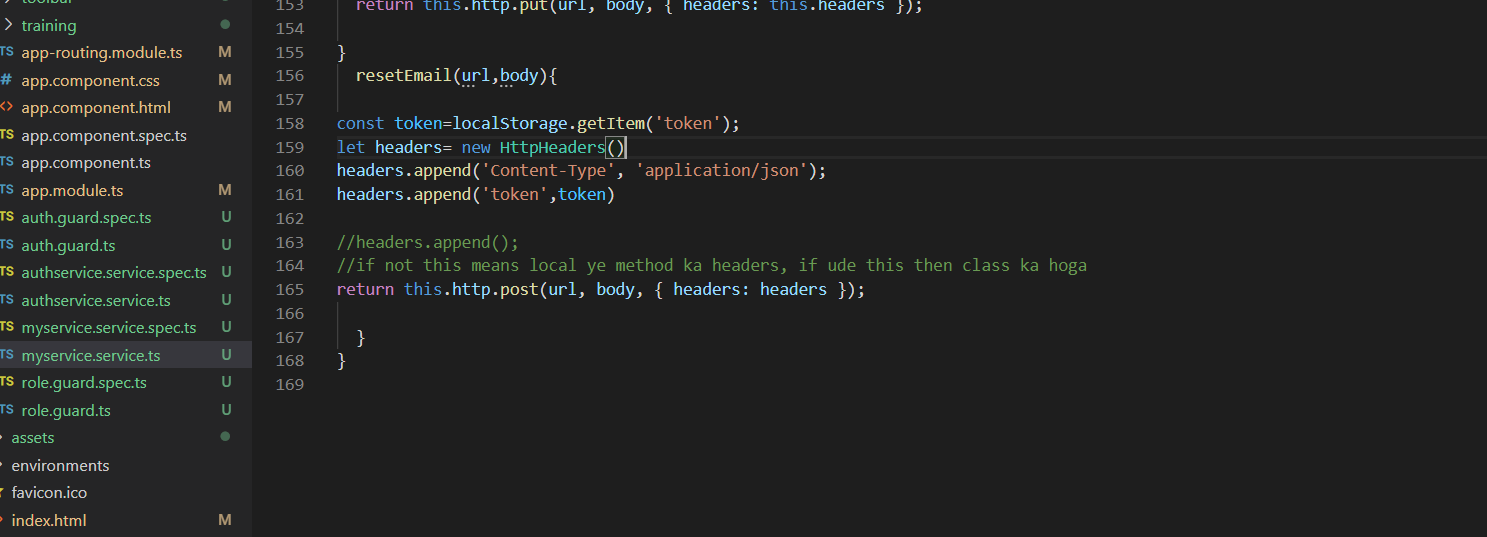 toolbar
training
TS app-routing.module.ts M
# app.component.css M
<> app.component.html M
TS app.component.spec.ts
TS app.component.ts
TS app.module.ts M
TS auth.guard.spec.ts U
TS auth.guard.ts U
TS authservice.service.spec.ts U
TS authservice.service.ts U
TS myservice.service.spec.ts U
TS myservice.service.ts U
TS role.guard.spec.ts U
TS role.guard.ts U
assets
environments
favicon.ico
index.html M
153 return this.http.put(url, body, { headers: this.headers });
154
155 }
156 resetEmail(url,body){
157
158 const token=localStorage.getItem('token');
159 let headers= new HttpHeaders()
160 headers.append('Content-Type', 'application/json');
161 headers.append('token',token)
162
163 //headers.append();
164 //if not this means local ye method ka headers, if ude this then class ka hoga
165 return this.http.post(url, body, { headers: headers });
166
167 }
168 }
169